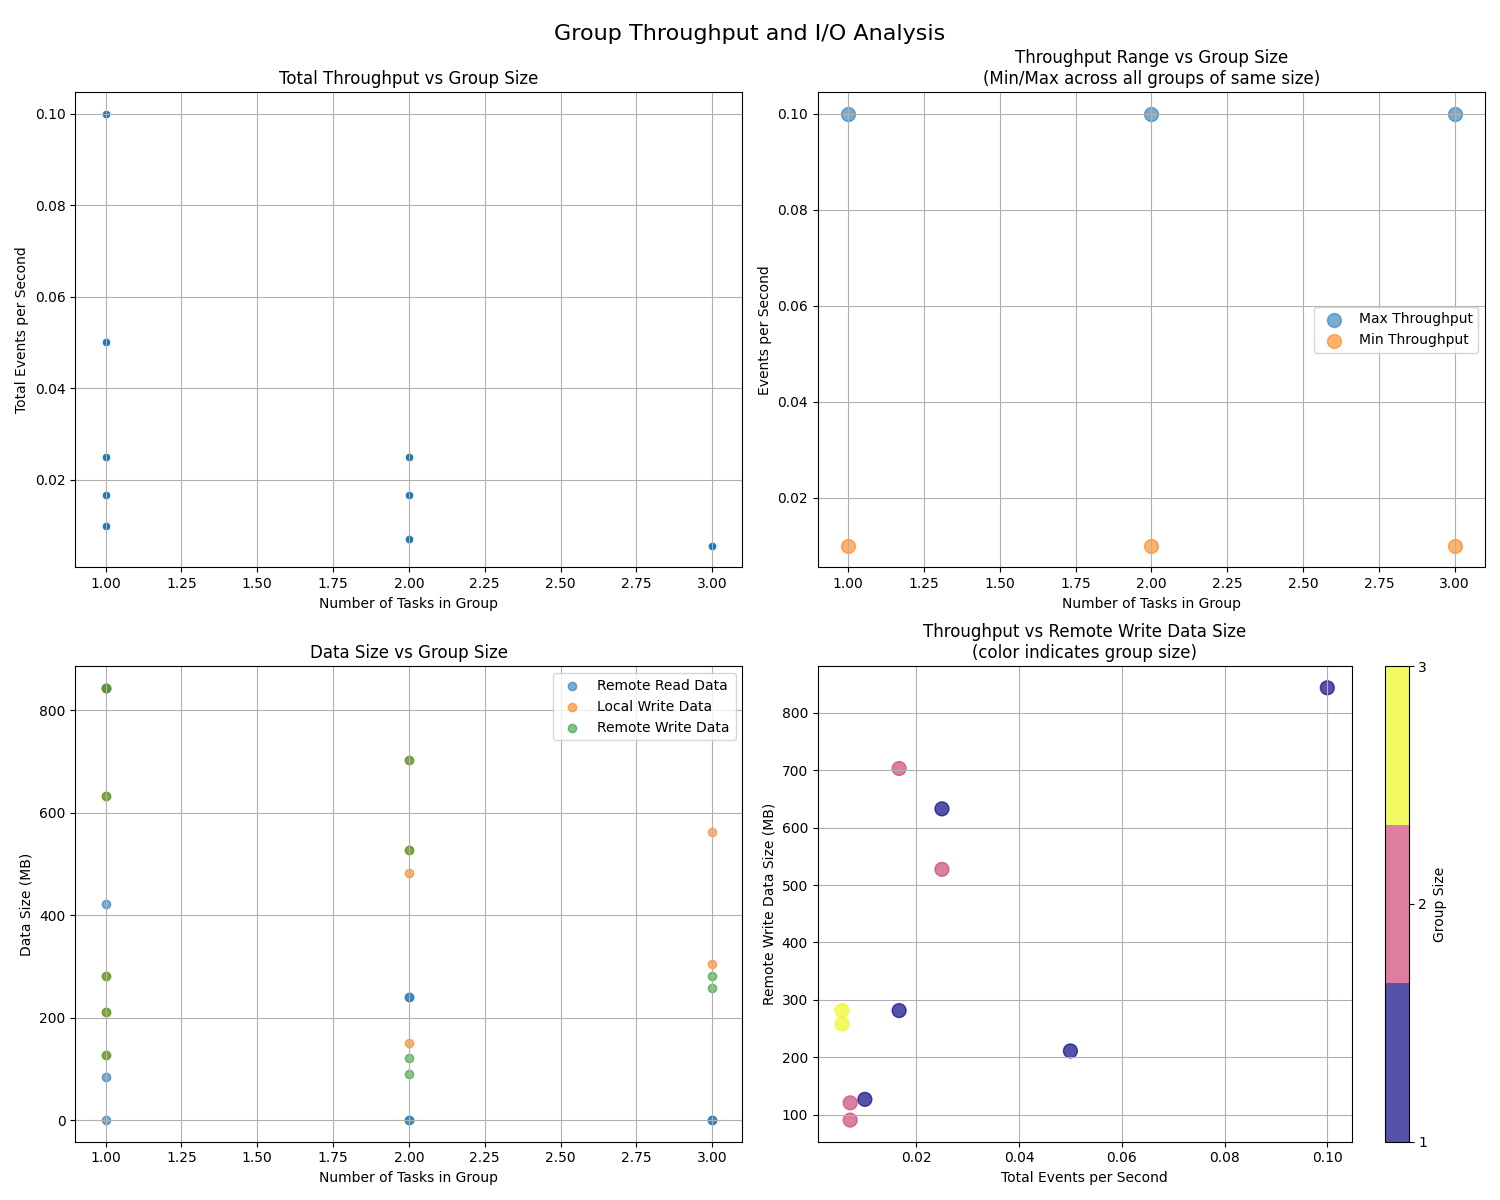 Group Throughput and I/O Analysis
Total Throughput vs Group Size
Total Events per Second
0.10
0.08
0.06
0.04
0.02
1.00 1.25 1.50 1.75 2.00 2.25 2.50 2.75 3.00
Number of Tasks in Group
Throughput Range vs Group Size
(Min/Max across all groups of same size)
Events per Second
0.10
0.08
0.06
0.04
0.02
Max Throughput
Min Throughput
1.00 1.25 1.50 1.75 2.00 2.25 2.50 2.75 3.00
Number of Tasks in Group
Data Size vs Group Size
Data Size (MB)
800
600
400
200
0
Remote Read Data
Local Write Data
Remote Write Data
1.00 1.25 1.50 1.75 2.00 2.25 2.50 2.75 3.00
Number of Tasks in Group
Throughput vs Remote Write Data Size
(color indicates group size)
Remote Write Data Size (MB)
800
700
600
500
400
300
200
100
0.02 0.04 0.06 0.08 0.10
Total Events per Second
3
2
1
Group Size